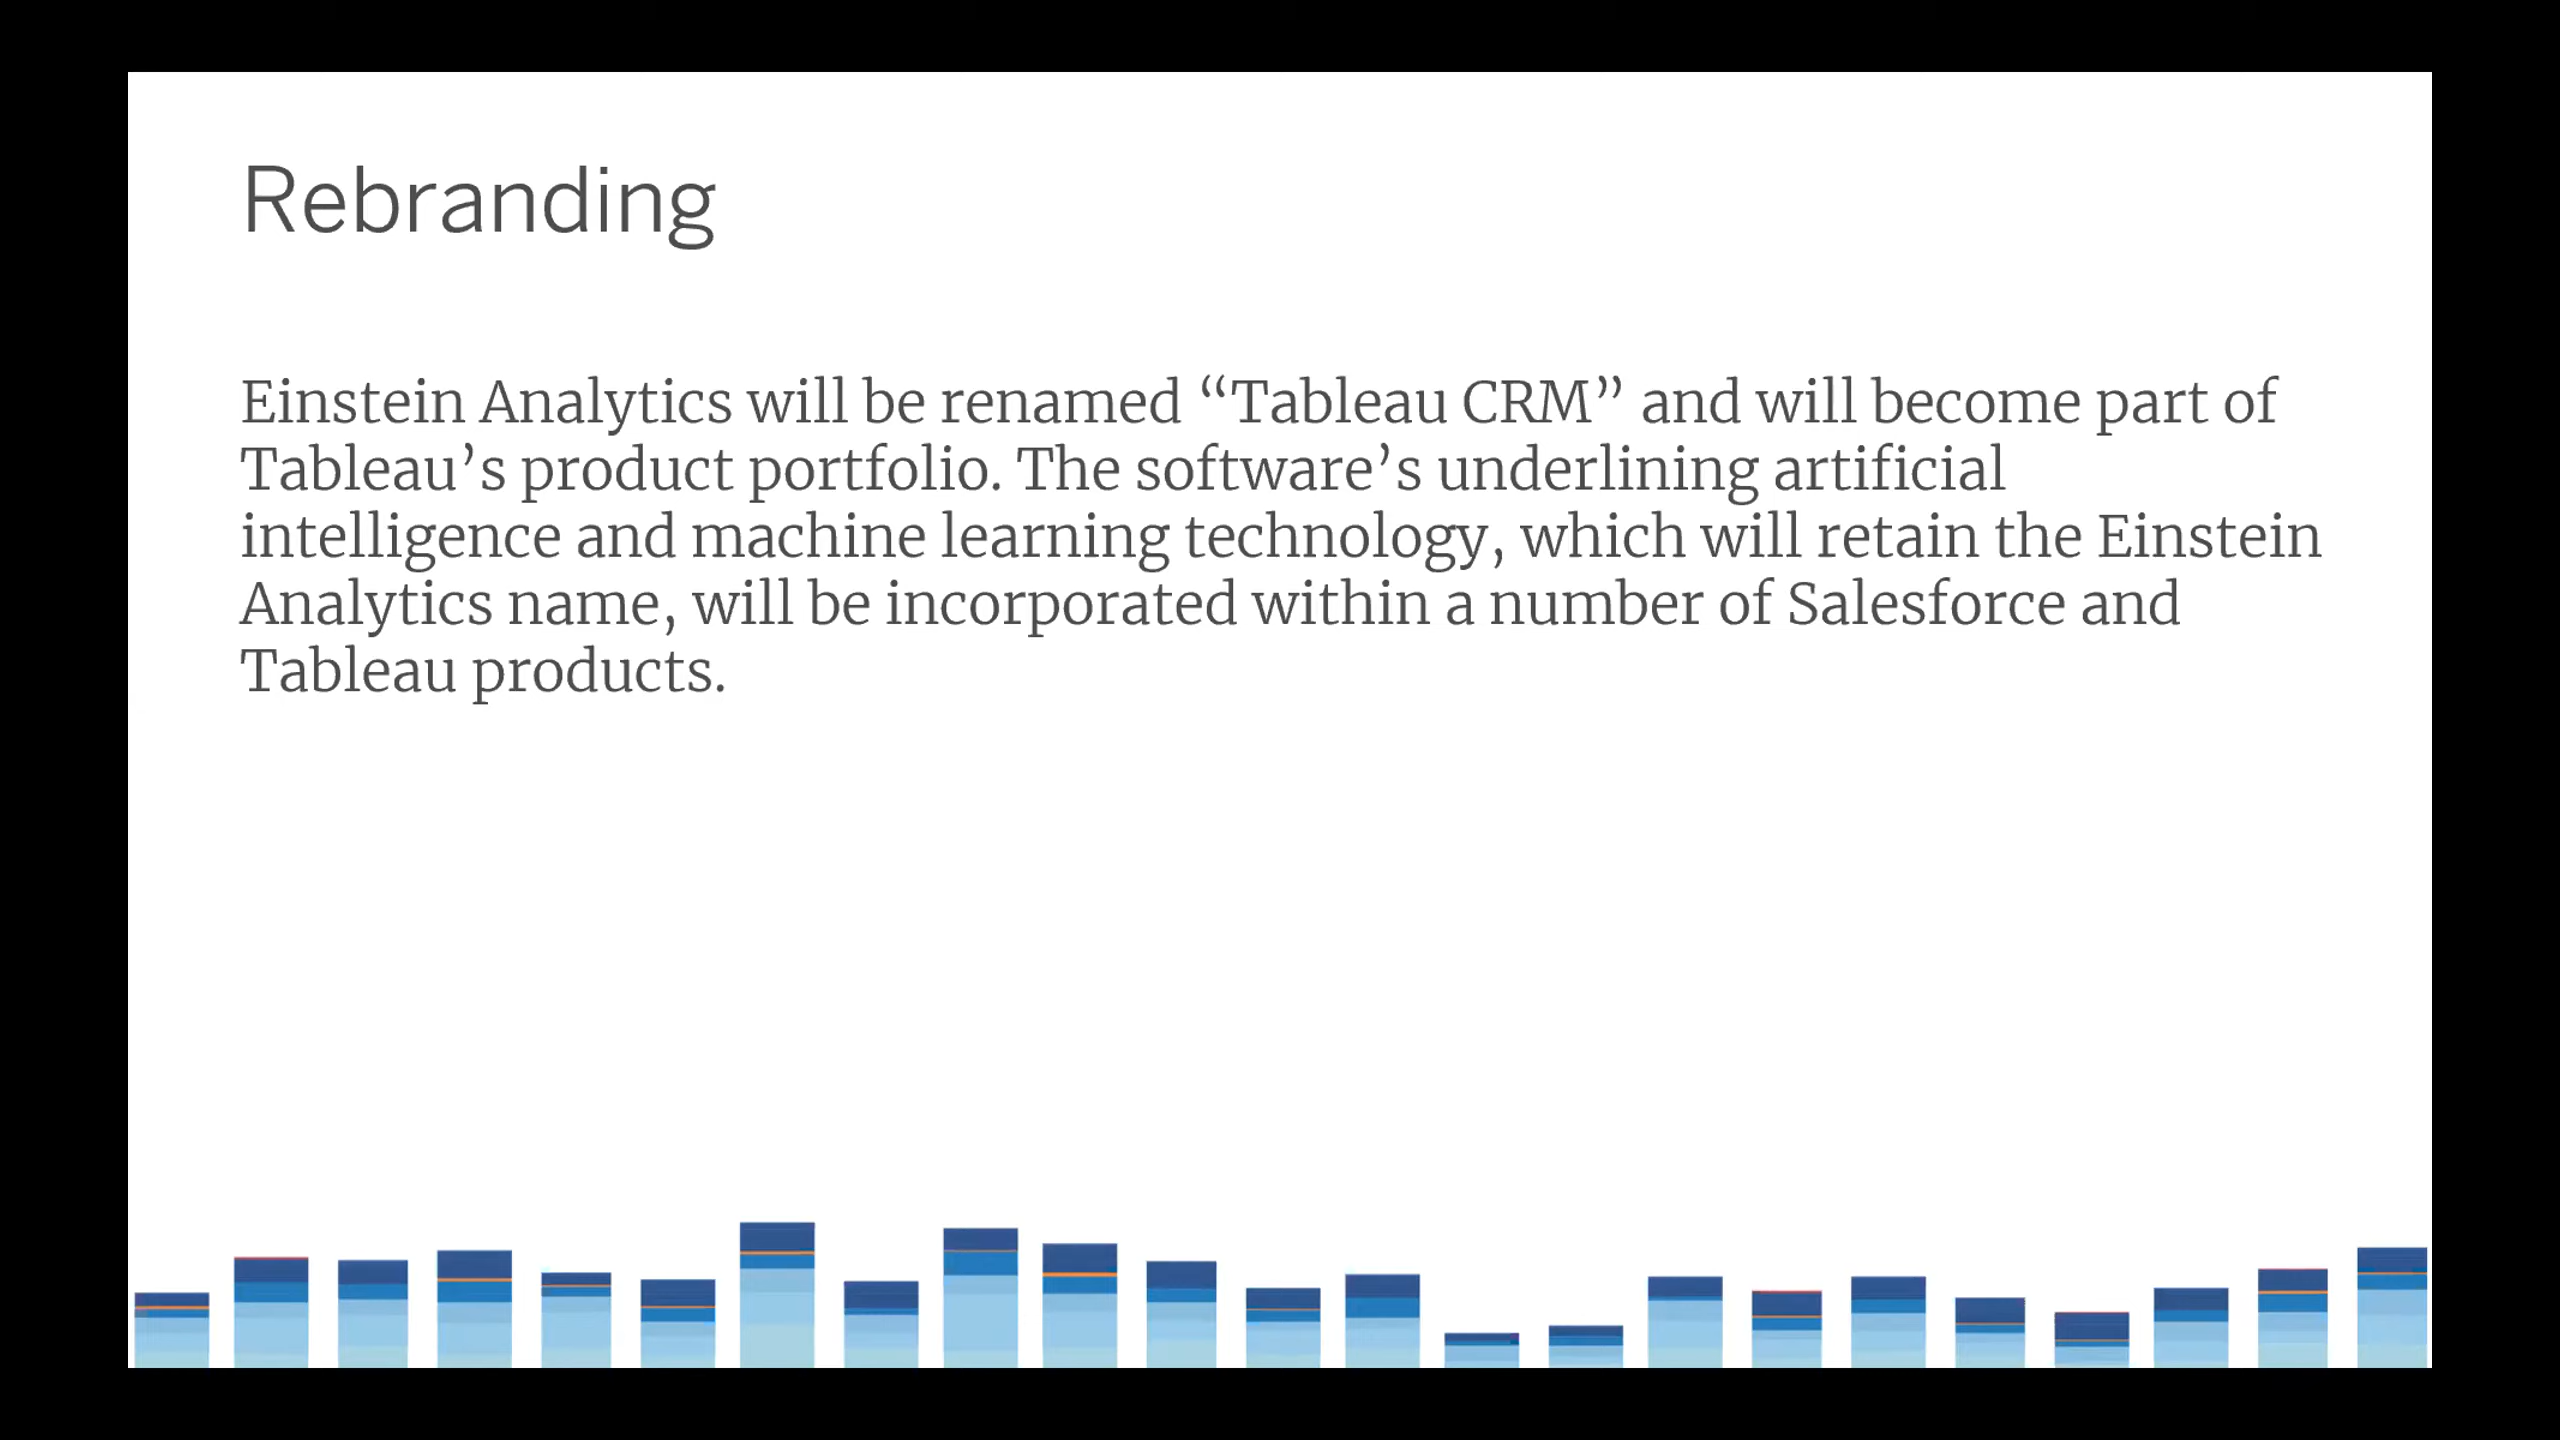 Rebranding
Einstein Analytics will be renamed “Tableau CRM” and will become part of
Tableau’s product portfolio. The software’s underlining artificial
intelligence and machine learning technology, which will retain the Einstein
Analytics name, will be incorporated within a number of Salesforce and
Tableau products.